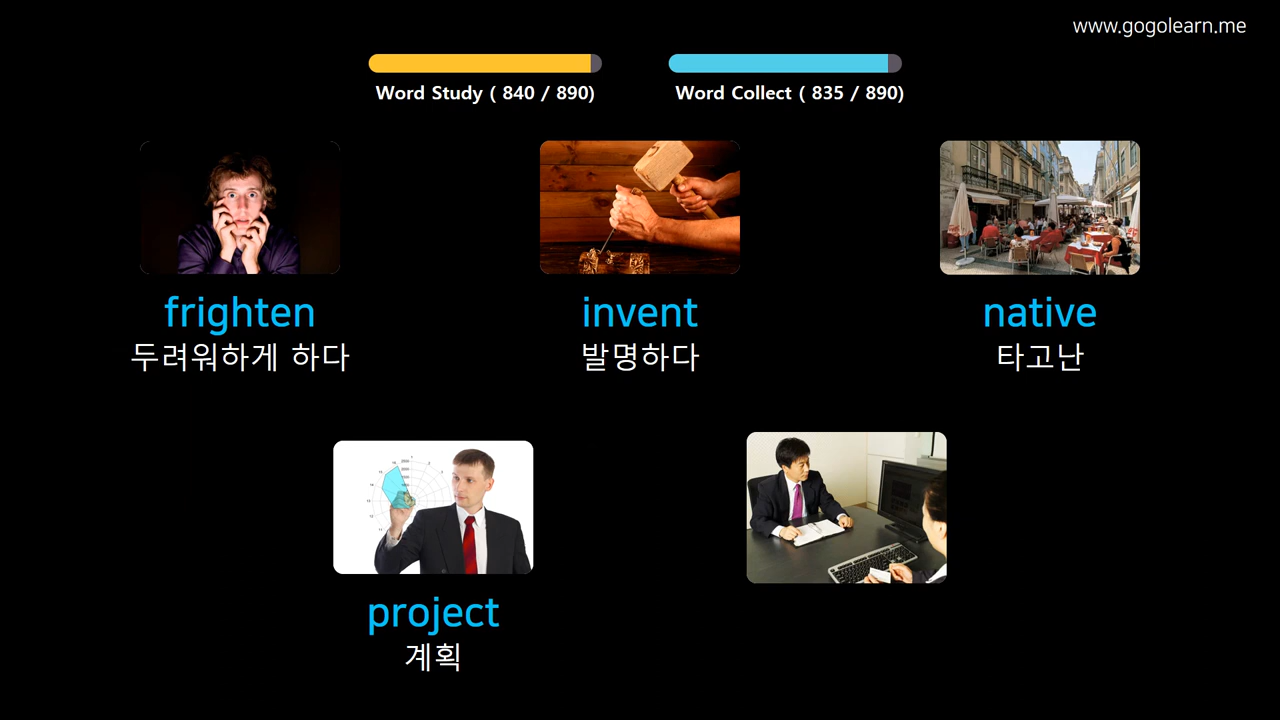 www.gogolearn.me
Word Study ( 840 / 890)
Word Collect ( 835 / 890)
frighten
두려워하게 하다
invent
발명하다
native
타고난
project
계획